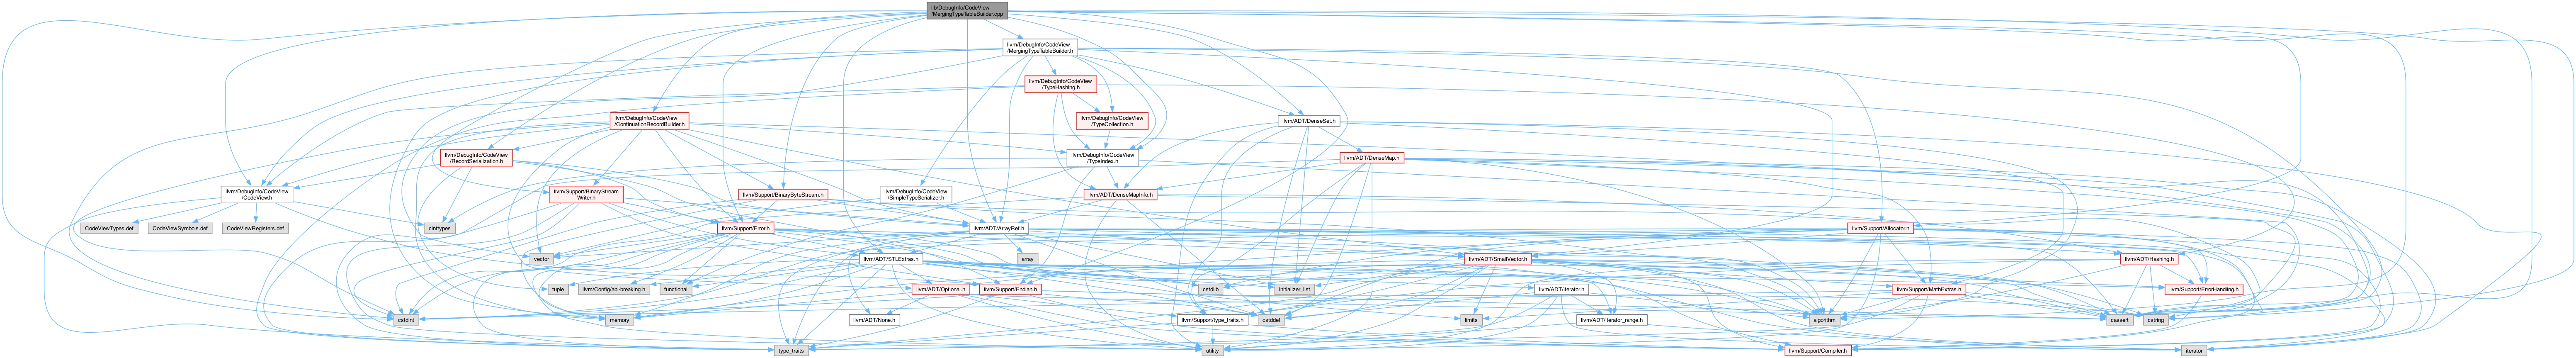 lib/DebugInfo/CodeView
/MergingTypeTableBuilder.cpp
llvm/DebugInfo/CodeView
/MergingTypeTableBuilder.h
llvm/DebugInfo/CodeView
/TypeHashing.h
llvm/DebugInfo/CodeView
/ContinuationRecordBuilder.h
llvm/DebugInfo/CodeView
/TypeCollection.h
llvm/ADT/DenseSet.h
llvm/DebugInfo/CodeView
/RecordSerialization.h
llvm/DebugInfo/CodeView
/TypeIndex.h
llvm/ADT/DenseMap.h
llvm/DebugInfo/CodeView
/CodeView.h
llvm/Support/BinaryStream
Writer.h
llvm/Support/BinaryByteStream.h
llvm/DebugInfo/CodeView
/SimpleTypeSerializer.h
llvm/ADT/DenseMapInfo.h
CodeViewTypes.def
CodeViewSymbols.def
CodeViewRegisters.def
cinttypes
llvm/Support/Error.h
llvm/ADT/ArrayRef.h
llvm/Support/Allocator.h
vector
llvm/ADT/STLExtras.h
array
llvm/ADT/SmallVector.h
llvm/ADT/Hashing.h
tuple
llvm/Config/abi-breaking.h
functional
llvm/ADT/Optional.h
llvm/Support/Endian.h
cstdlib
initializer_list
llvm/ADT/iterator.h
llvm/Support/MathExtras.h
llvm/Support/ErrorHandling.h
cstdint
memory
llvm/ADT/None.h
llvm/Support/type_traits.h
cstddef
limits
llvm/ADT/iterator_range.h
algorithm
cassert
cstring
type_traits
utility
llvm/Support/Compiler.h
iterator